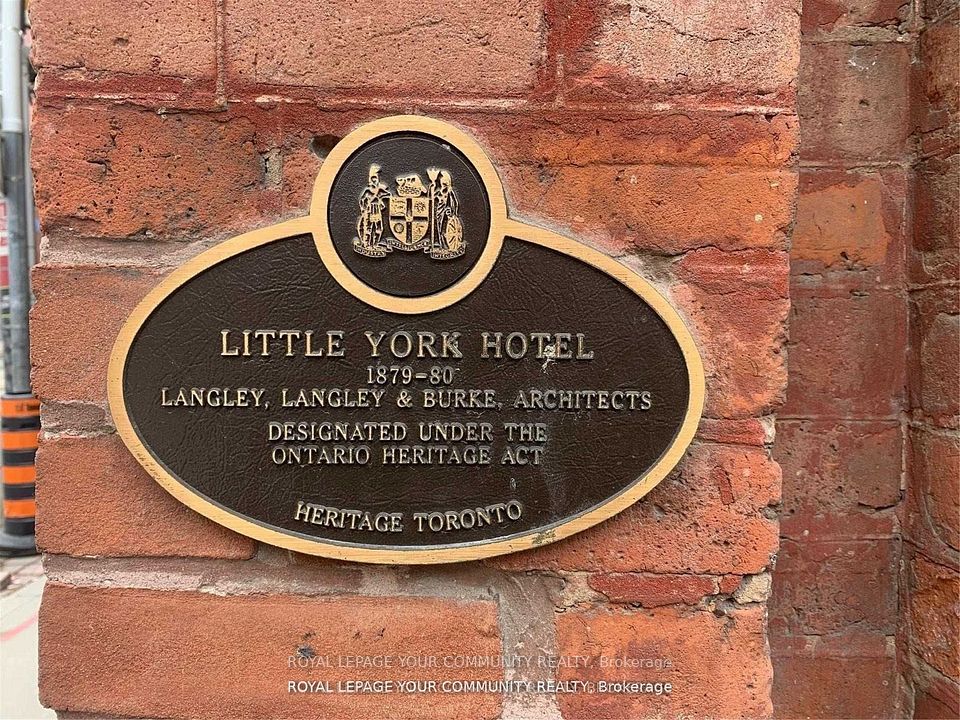 LITTLE YORK HOTEL
1879-80
LANGLEY, LANGLEY & BURKE, ARCHITECTS
DESIGNATED UNDER THE
ONTARIO HERITAGE ACT
HERITAGE TORONTO
ROYAL LEPAGE YOUR COMMUNITY REALTY, Brokerage
ROYAL LEPAGE YOUR COMMUNITY REALTY, Brokerage